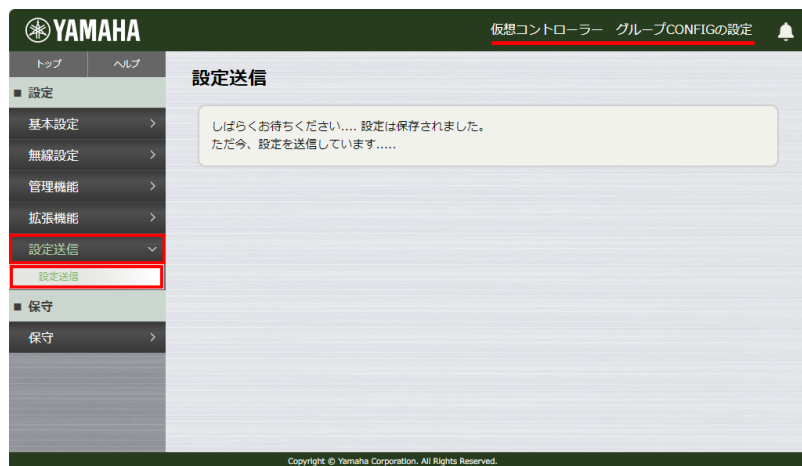 YAMAHA
仮想コントローラー グループCONFIGの設定
トップ ヘルプ
■ 設定
基本設定
無線設定
管理機能
拡張機能
設定送信
設定送信
■ 保守
保守
設定送信
しばらくお待ちください.... 設定は保存されました。
ただ今、設定を送信しています.....
Copyright © Yamaha Corporation. All Rights Reserved.